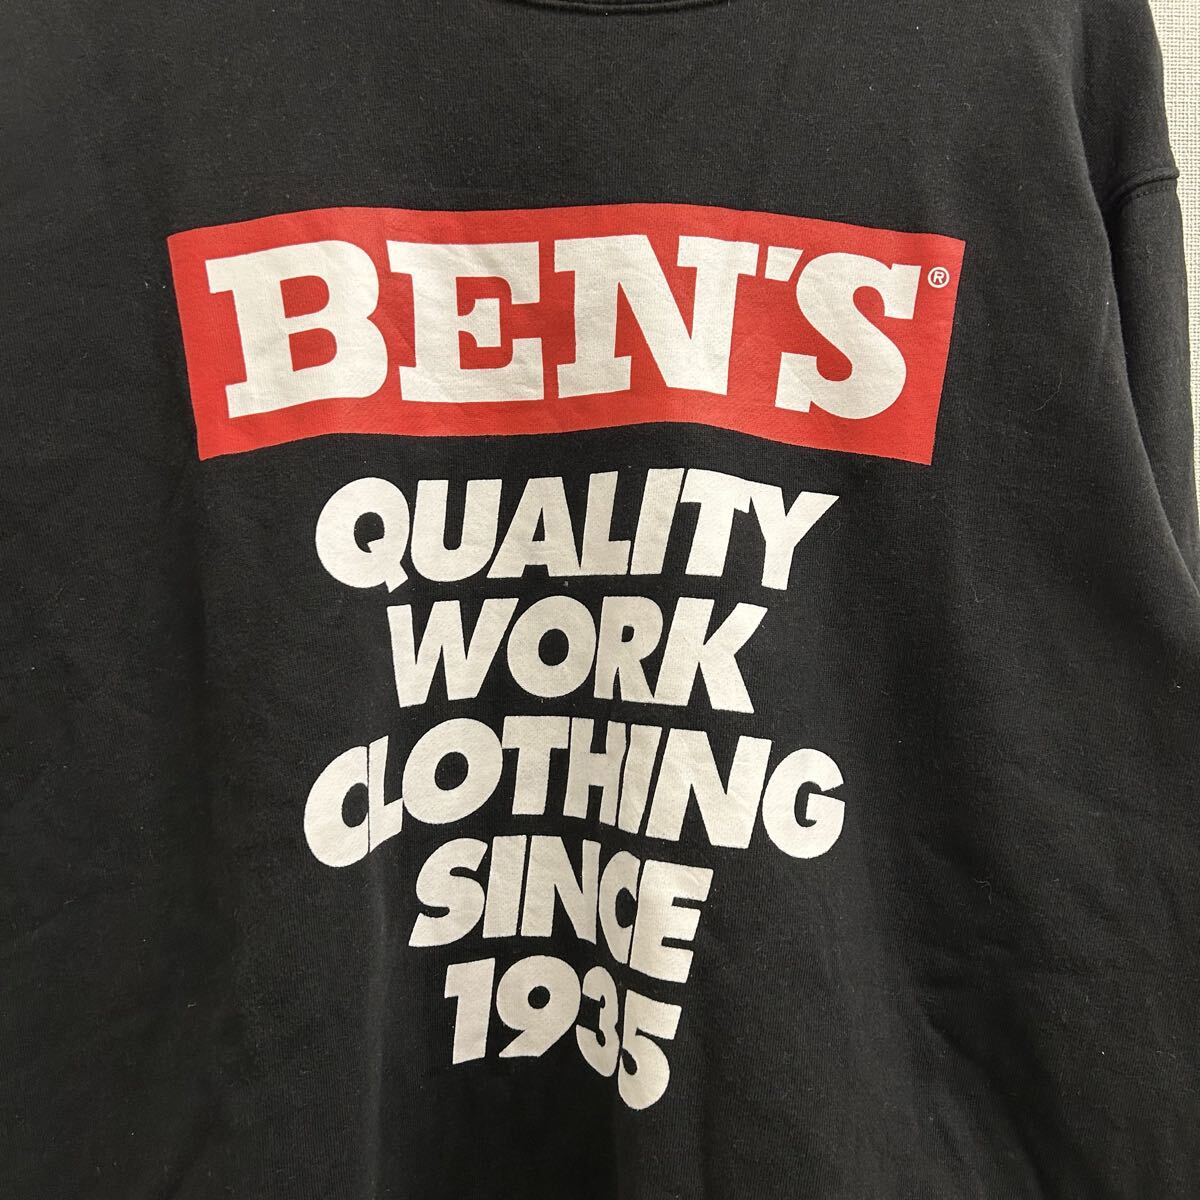 BEN'S®
QUALITY
WORK
CLOTHING
SINCE
1935